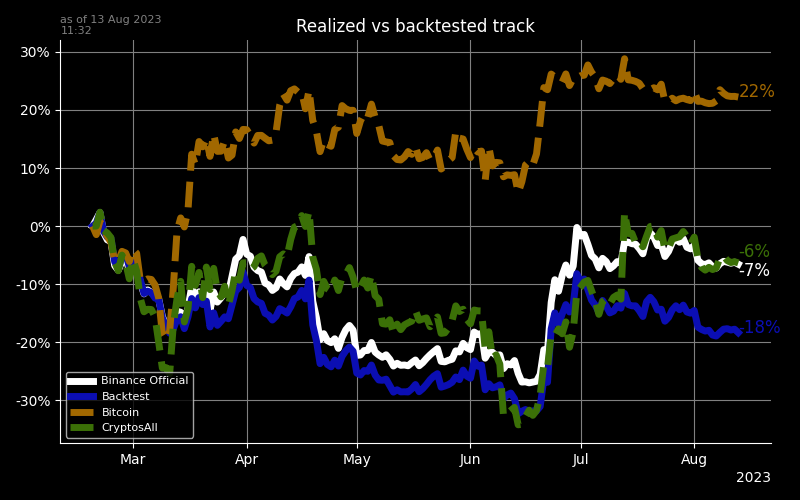 as of 13 Aug 2023
11:32
Realized vs backtested track
30%
20%
10%
0%
-10%
-20%
-30%
22%
-6%
-7%
-18%
Binance Official
Backtest
Bitcoin
CryptosAll
Mar
Apr
May
Jun
Jul
Aug
2023